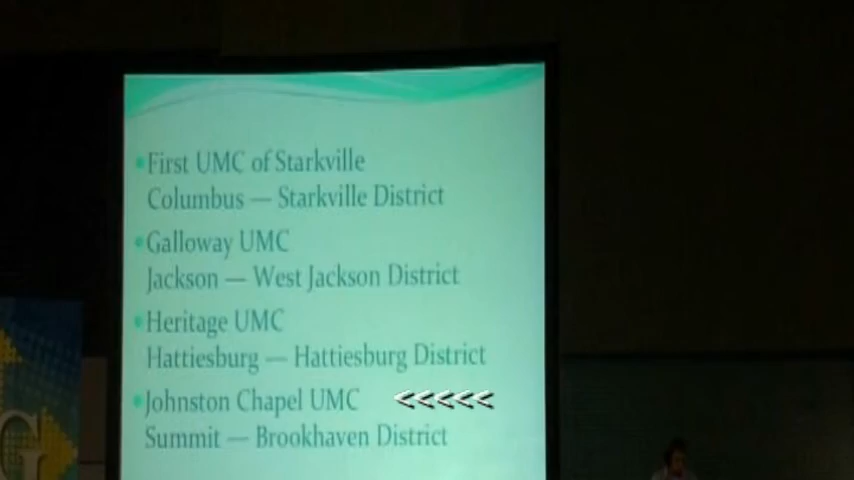 •First UMC of Starkville
Columbus — Starkville District
•Galloway UMC
Jackson — West Jackson District
•Heritage UMC
Hattiesburg — Hattiesburg District
•Johnston Chapel UMC <<<<<
Summit — Brookhaven District
G